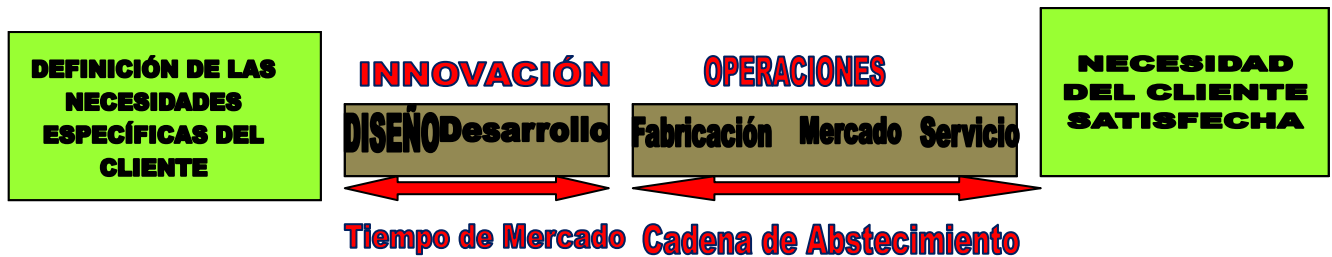 DEFINICIÓN DE LAS
NECESIDADES
ESPECÍFICAS DEL
CLIENTE
INNOVACIÓN
DISEÑO Desarrollo
Tiempo de Mercado
OPERACIONES
Fabricación Mercado Servicio
Cadena de Abstecimiento
NECESIDAD
DEL CLIENTE
SATISFECHA